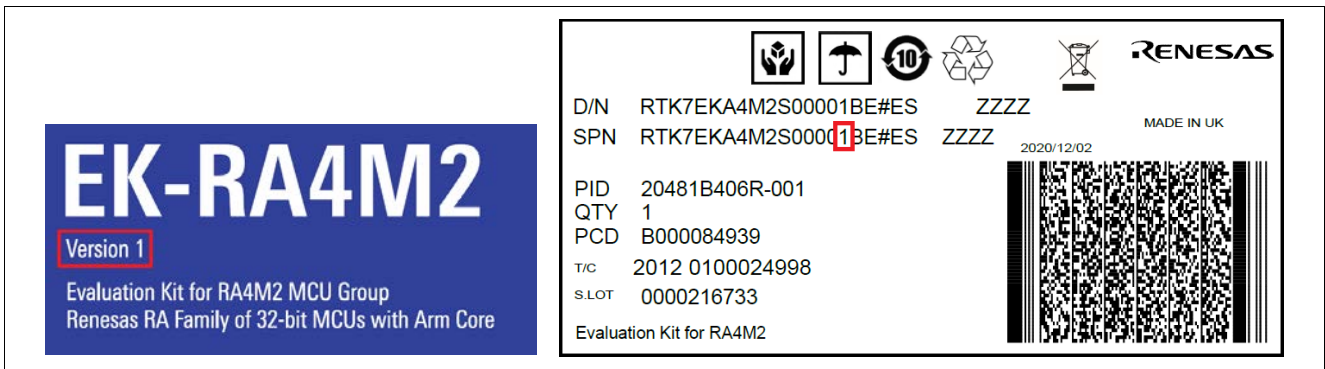 EK-RA4M2
Version 1
Evaluation Kit for RA4M2 MCU Group
Renesas RA Family of 32-bit MCUs with Arm Core
10
RENESAS
D/N RTK7EKA4M2S00001BE#ES ZZZZ
MADE IN UK
SPN RTK7EKA4M2S00001BE#ES ZZZZ
2020/12/02
PID 20481B406R-001
QTY 1
PCD B000084939
T/C 2012 0100024998
S.LOT 0000216733
Evaluation Kit for RA4M2